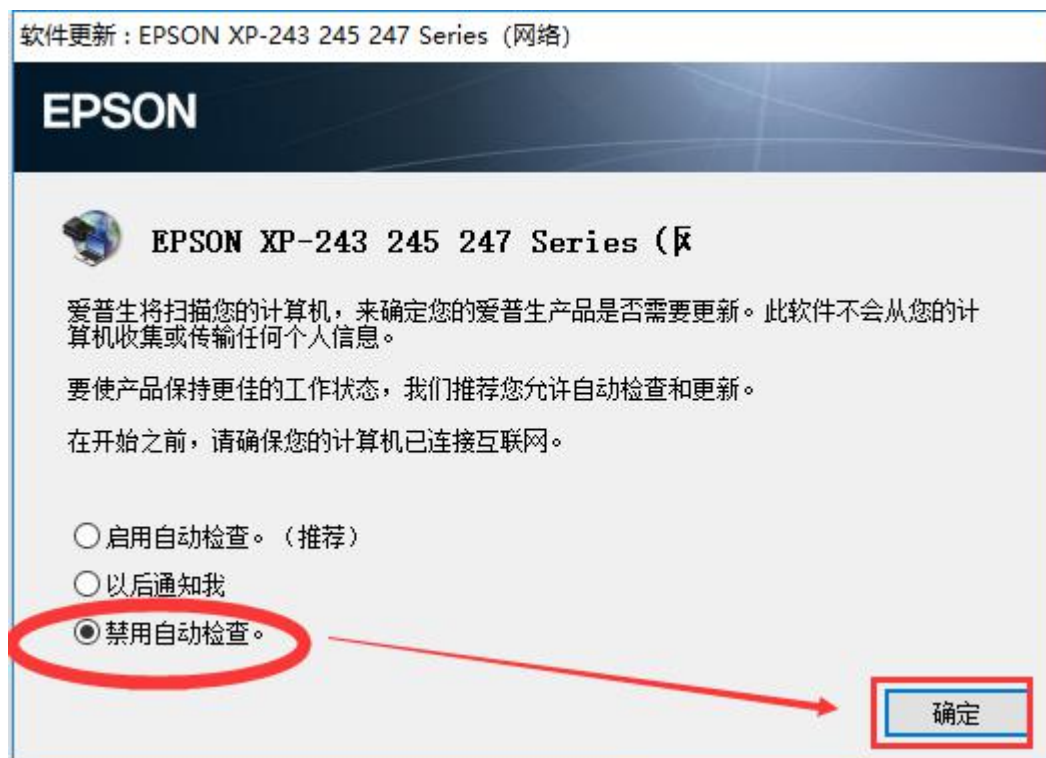 软件更新：EPSON XP-243 245 247 Series (网络)
EPSON
EPSON XP-243 245 247 Series (
爱普生将扫描您的计算机，来确定您的爱普生产品是否需要更新。此软件不会从您的计
算机收集或传输任何个人信息。
要使产品保持更佳的工作状态，我们推荐您允许自动检查和更新。
在开始之前，请确保您的计算机已连接互联网。
启用自动检查。（推荐）
以后通知我
禁用自动检查。
确定